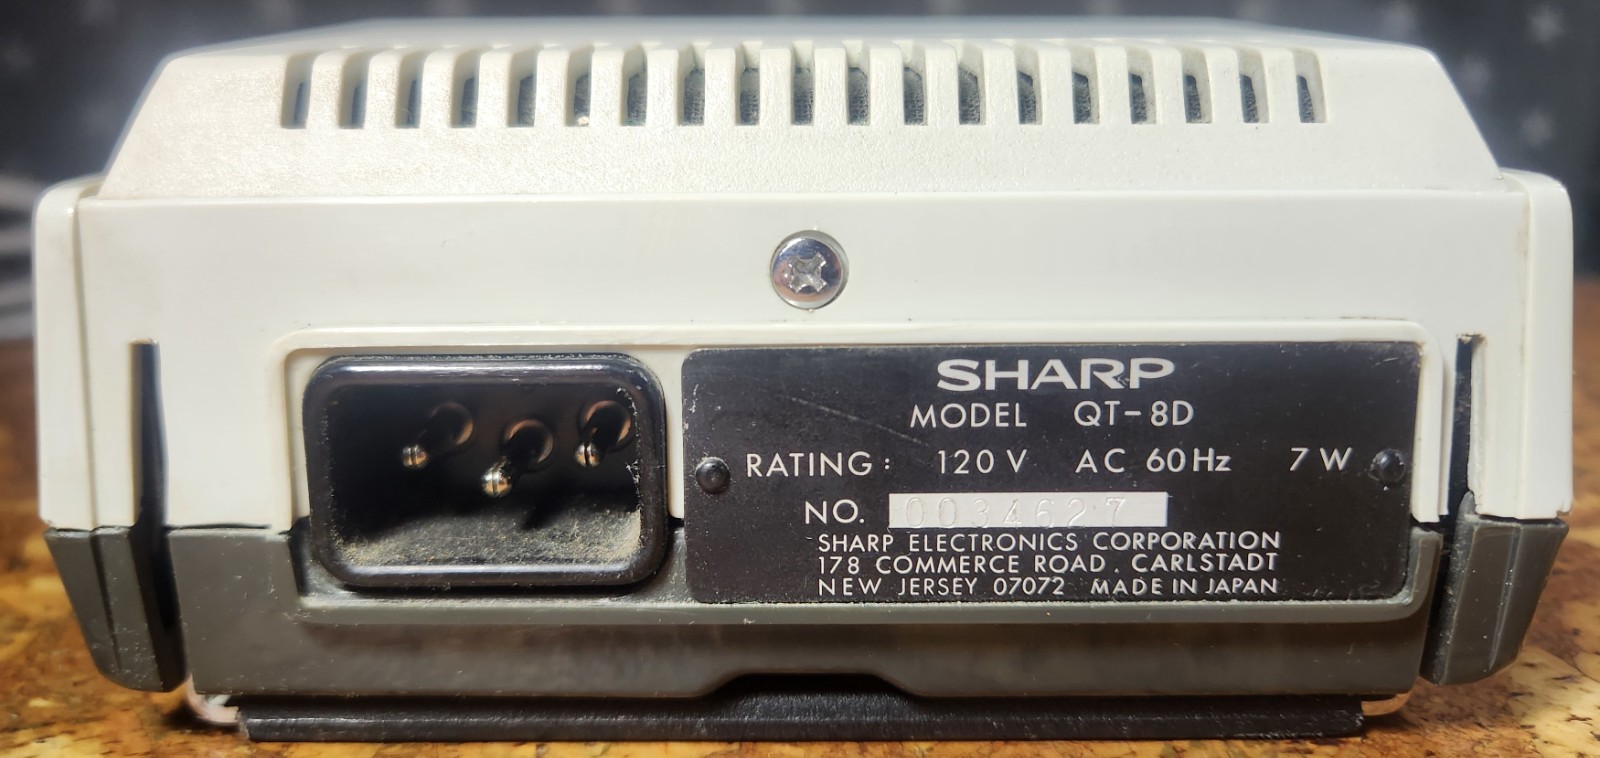 SHARP
MODEL QT-8D
RATING: 120V AC 60Hz 7W
NO. 0034627
SHARP ELECTRONICS CORPORATION
178 COMMERCE ROAD. CARLSTADT
NEW JERSEY 07072 MADE IN JAPAN